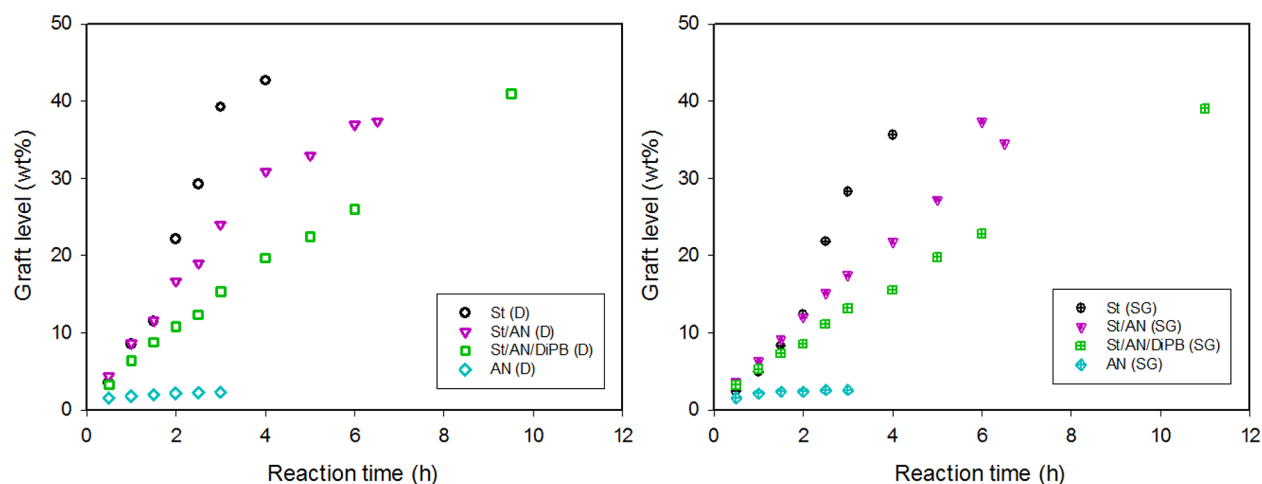 50
40
30
20
10
0
Graft level (wt%)
St (D)
St/AN (D)
St/AN/DiPB (D)
AN (D)
0 2 4 6 8 10 12
Reaction time (h)
50
40
30
20
10
0
Graft level (wt%)
St (SG)
St/AN (SG)
St/AN/DiPB (SG)
AN (SG)
0 2 4 6 8 10 12
Reaction time (h)